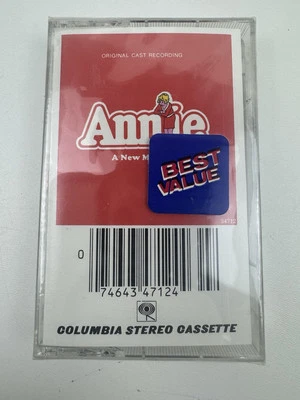 ORIGINAL CAST RECORDING
Annie
A New M
BEST
VALUE
0
74643 47124
COLUMBIA STEREO CASSETTE